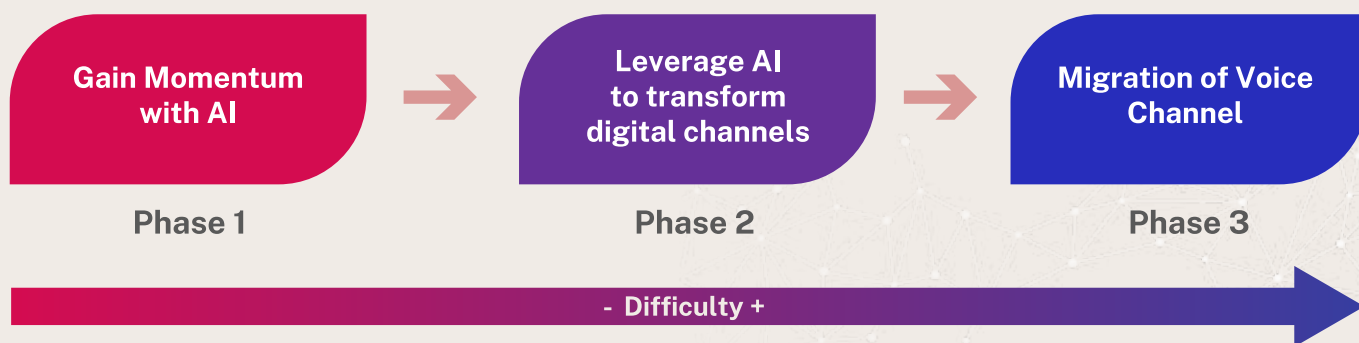 Gain Momentum
with AI
Leverage AI
to transform
digital channels
Migration of Voice
Channel
Phase 1
Phase 2
Phase 3
- Difficulty +